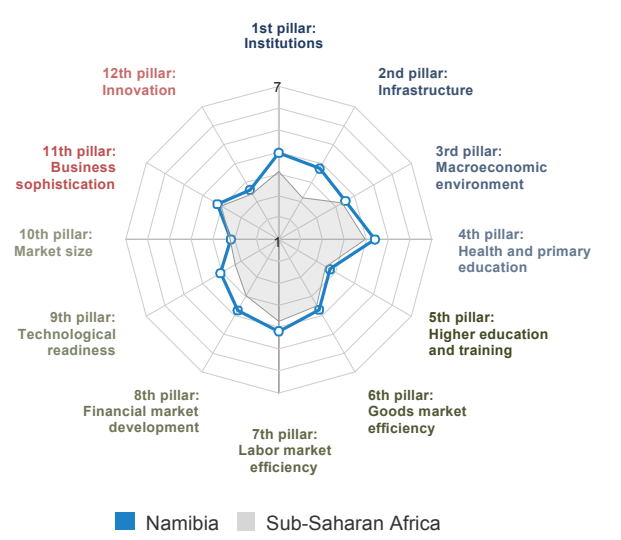 1st pillar:
Institutions
2nd pillar:
Infrastructure
3rd pillar:
Macroeconomic
environment
4th pillar:
Health and primary
education
5th pillar:
Higher education
and training
6th pillar:
Goods market
efficiency
7th pillar:
Labor market
efficiency
8th pillar:
Financial market
development
9th pillar:
Technological
readiness
10th pillar:
Market size
11th pillar:
Business
sophistication
12th pillar:
Innovation
7
1
Namibia
Sub-Saharan Africa